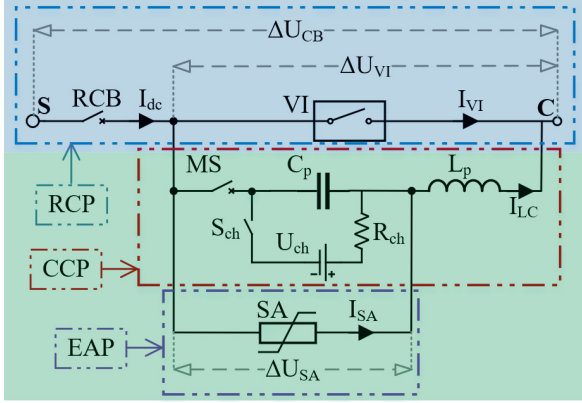 ΔU_CB
ΔU_VI
S RCB I_dc VI I_VI C
MS C_p L_p
RCP S_ch U_ch R_ch I_LC
- +
CCP
SA I_SA
EAP
ΔU_SA